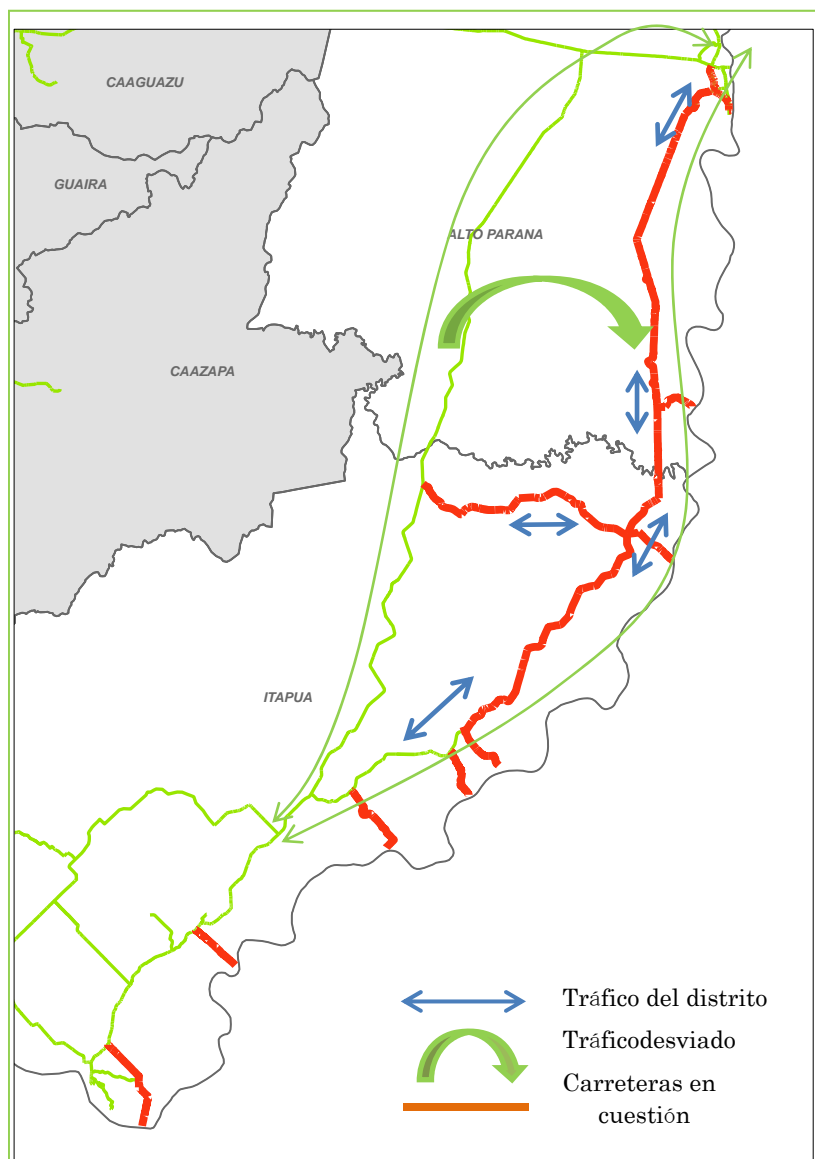 CAAGUAZU
GUAIRA
ALTO PARANA
CAAZAPA
ITAPUA
Tráfico del distrito
Tráficodesviado
Carreteras en
cuestión